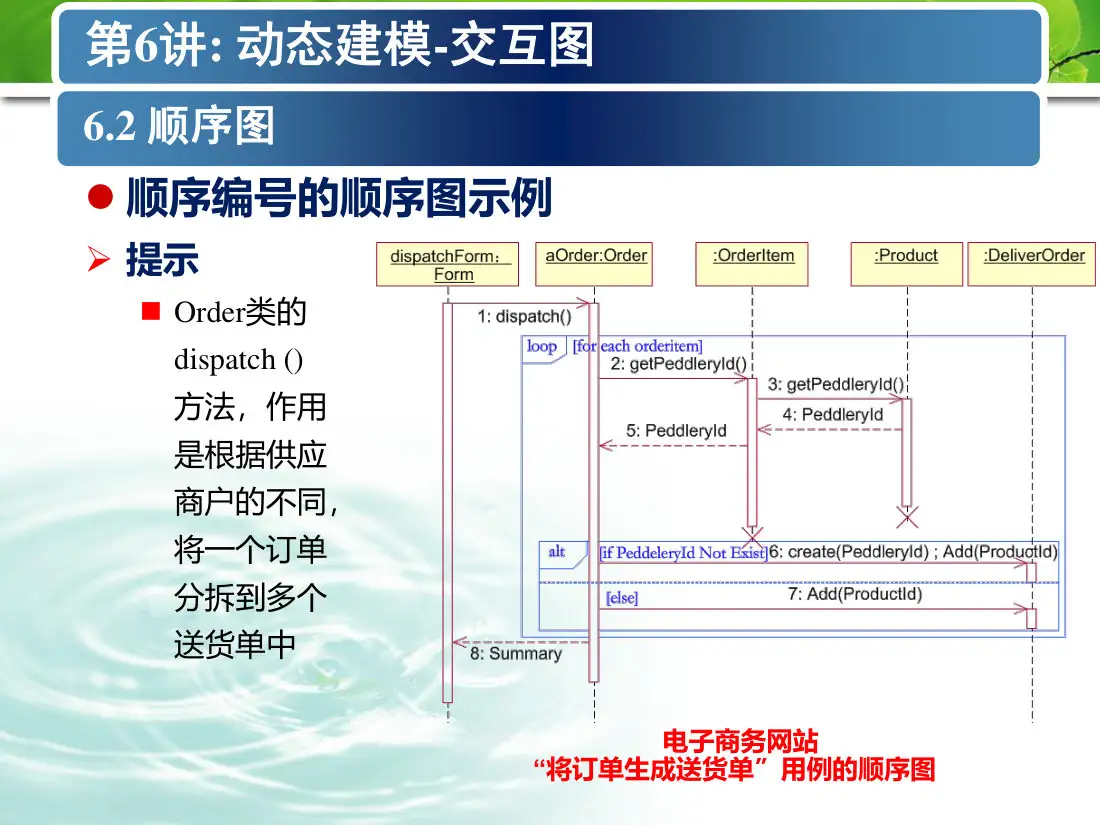 第6讲: 动态建模-交互图
6.2 顺序图
顺序编号的顺序图示例
提示
Order类的
dispatch ()
方法，作用
是根据供应
商户的不同，
将一个订单
分拆到多个
送货单中
dispatchForm：
Form
aOrder:Order
:OrderItem
:Product
:DeliverOrder
1: dispatch()
loop
[for each orderitem]
2: getPeddleryId()
3: getPeddleryId()
4: PeddleryId
5: PeddleryId
alt
[if PeddeleryId Not Exist]
6: create(PeddleryId) ; Add(ProductId)
[else]
7: Add(ProductId)
8: Summary
电子商务网站
“将订单生成送货单”用例的顺序图